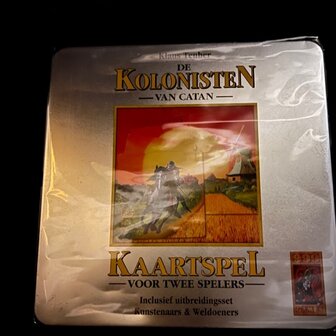 Klaus Teuber
DE
KOLONISTEN
VAN CATAN
KAARTSPEL
VOOR TWEE SPELERS
Inclusief uitbreidingsset
Kunstenaars & Weldoeners